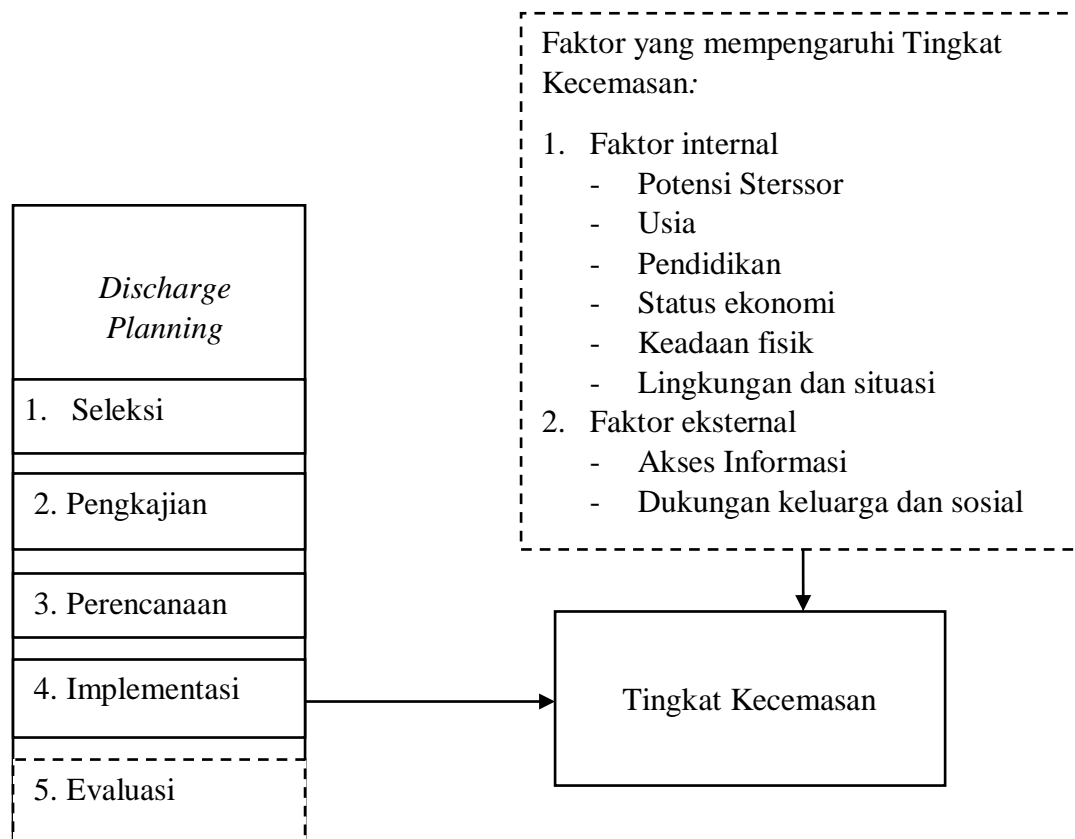 Faktor yang mempengaruhi Tingkat
Kecemasan:
1. Faktor internal
- Potensi Sterssor
- Usia
- Pendidikan
- Status ekonomi
- Keadaan fisik
- Lingkungan dan situasi
2. Faktor eksternal
- Akses Informasi
- Dukungan keluarga dan sosial
Discharge
Planning
1. Seleksi
2. Pengkajian
3. Perencanaan
4. Implementasi
5. Evaluasi
Tingkat Kecemasan